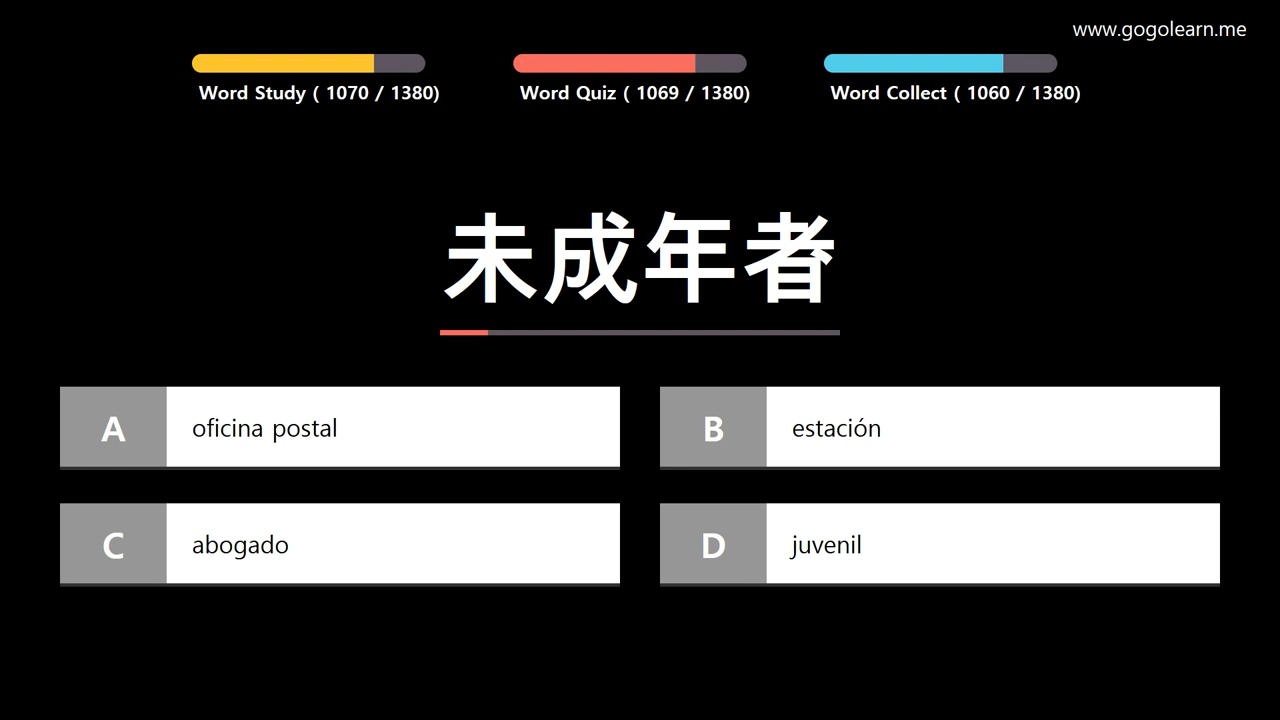 www.gogolearn.me
Word Study ( 1070 / 1380)
Word Quiz ( 1069 / 1380)
Word Collect ( 1060 / 1380)
未成年者
A oficina postal
B estación
C abogado
D juvenil